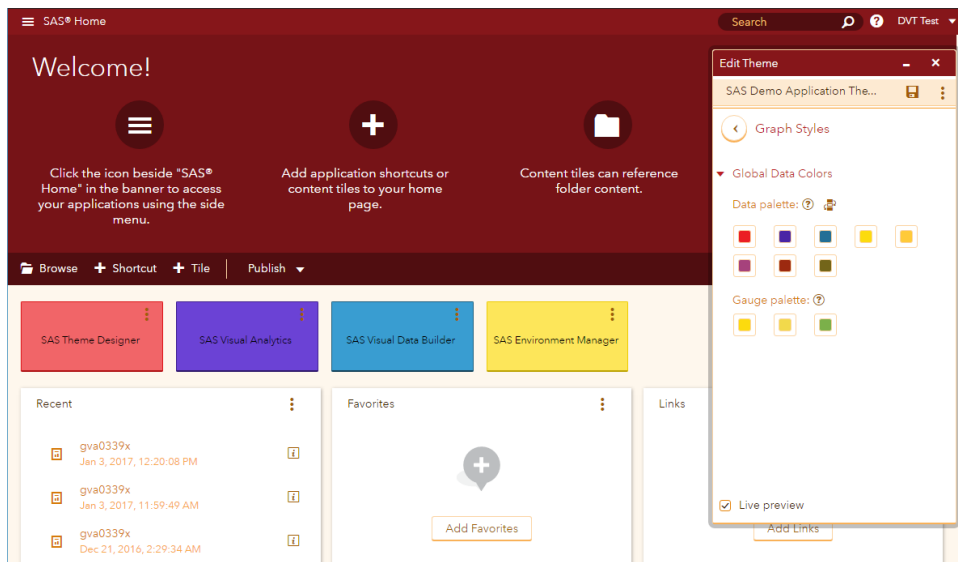 SAS® Home
Search
DVT Test
Welcome!
Click the icon beside "SAS®
Home" in the banner to access
your applications using the side
menu.
Add application shortcuts or
content tiles to your home
page.
Content tiles can reference
folder content.
Browse
Shortcut
Tile
Publish
SAS Theme Designer
SAS Visual Analytics
SAS Visual Data Builder
SAS Environment Manager
Recent
gva0339x
Jan 3, 2017, 12:20:08 PM
gva0339x
Jan 3, 2017, 11:59:49 AM
gva0339x
Dec 21, 2016, 2:29:34 AM
Favorites
Add Favorites
Links
Add Links
Edit Theme
SAS Demo Application The...
Graph Styles
Global Data Colors
Data palette:
Gauge palette:
Live preview